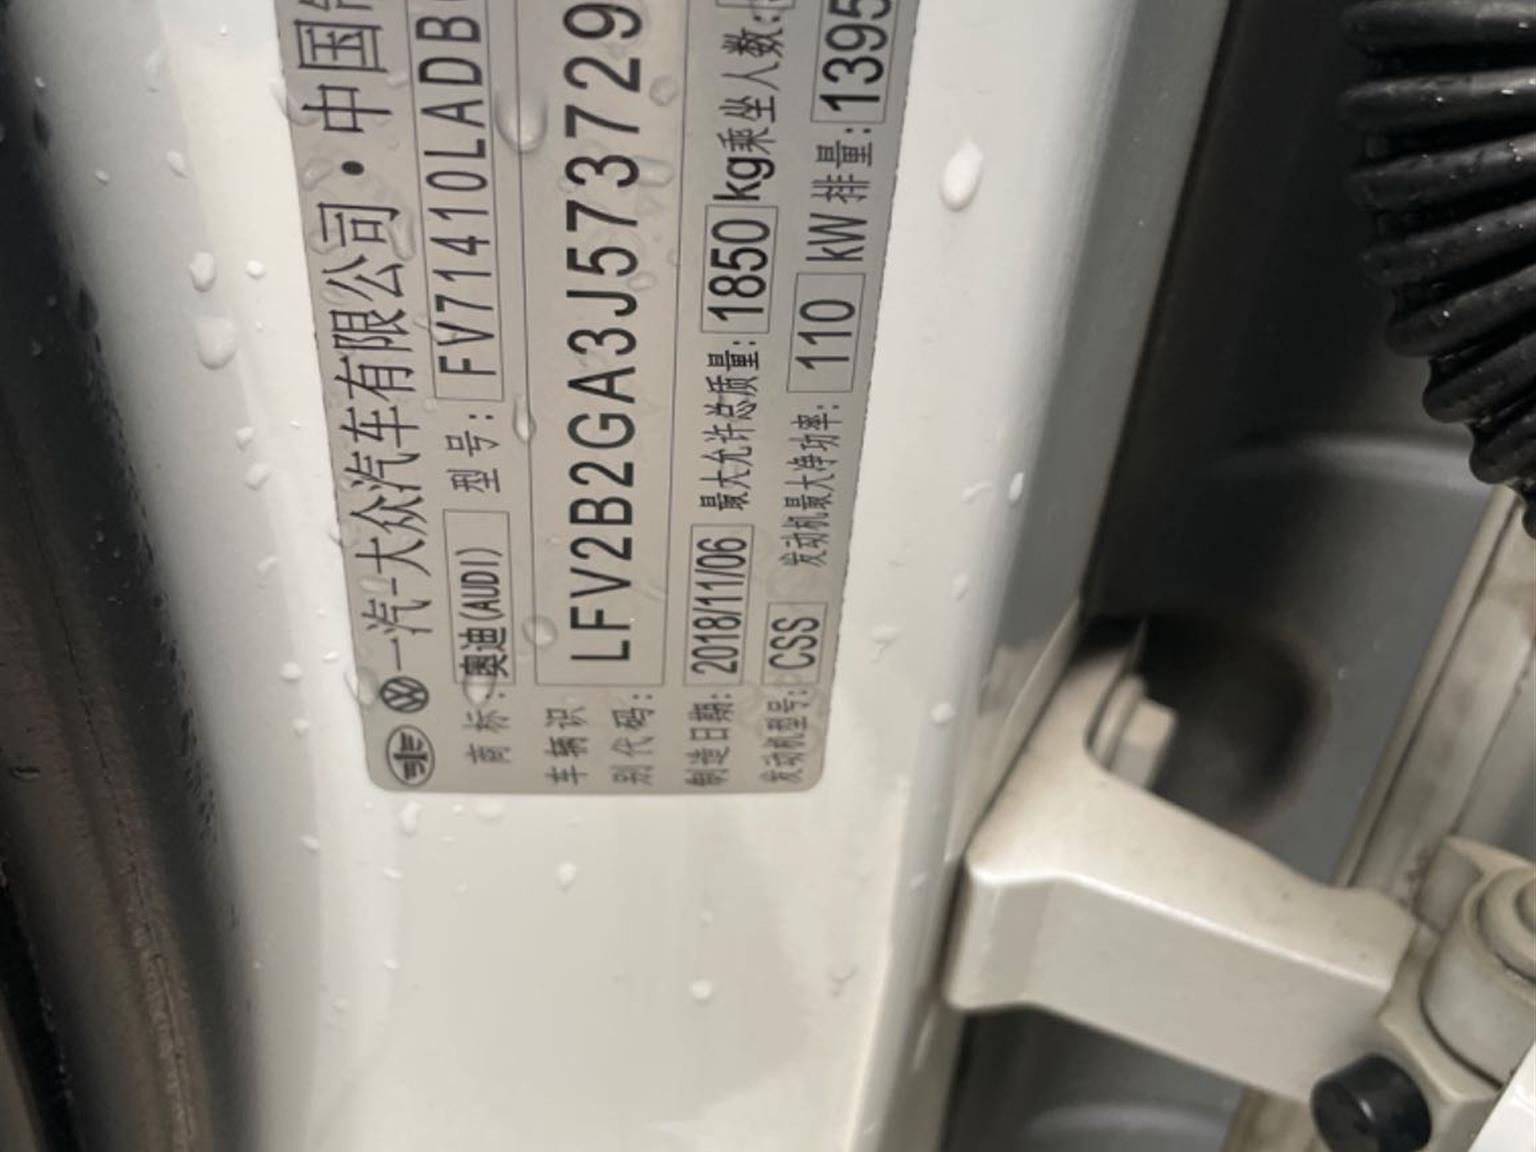 一汽-大众汽车有限公司·中国
商标: 奥迪(AUDI) 型号: FV71410LADB
车辆识别代码: LFV2B2GA3J573729
制造日期: 2018/11/06 最大允许总质量: 1850 kg 乘坐人数:
发动机型号: CSS 发动机最大净功率: 110 kW 排量: 1395